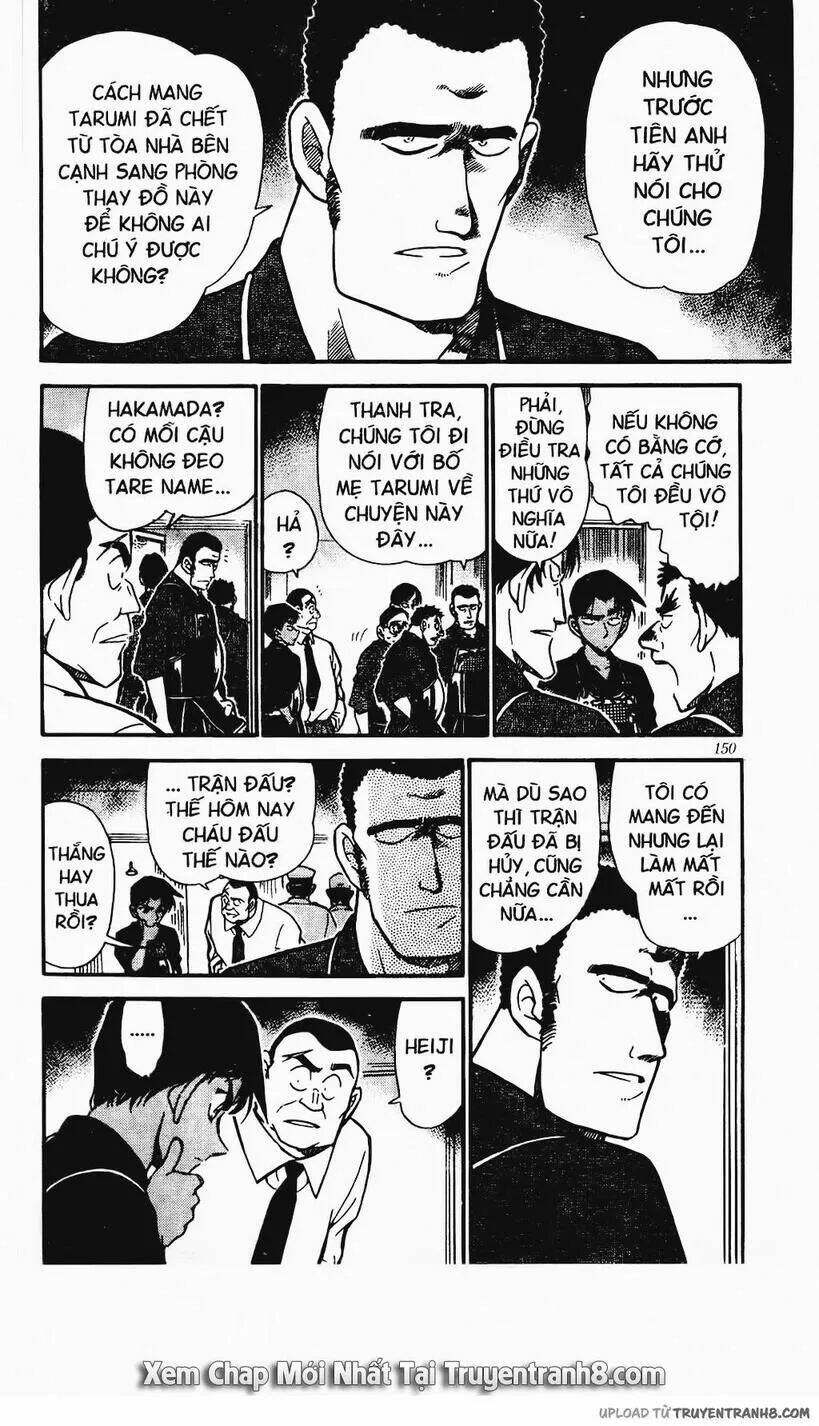 NHƯNG
TRƯỚC
TIÊN ANH
HÃY THỬ
NÓI CHO
CHÚNG
TÔI...
CÁCH MANG
TARUMI ĐÃ CHẾT
TỪ TÒA NHÀ BÊN
CẠNH SANG PHÒNG
THAY ĐỒ NÀY
ĐỂ KHÔNG AI
CHÚ Ý ĐƯỢC
KHÔNG?
NẾU KHÔNG
CÓ BẰNG CỚ,
TẤT CẢ CHÚNG
TÔI ĐỀU VÔ
TỘI!
PHẢI,
ĐỪNG
ĐIỀU TRA
NHỮNG
THỨ VÔ
NGHĨA
NỮA!
THANH TRA,
CHÚNG TÔI ĐI
NÓI VỚI BỐ
MẸ TARUMI VỀ
CHUYỆN NÀY
ĐÂY...
HẢ
?
HAKAMADA?
CÓ MỖI CẬU
KHÔNG ĐEO
TARE NAME...
150
TÔI CÓ
MANG ĐẾN
NHƯNG LẠI
LÀM MẤT
MẤT RỒI
...
MÀ DÙ SAO
THÌ TRẬN
ĐẤU ĐÃ BỊ
HỦY, CŨNG
CHẲNG CẦN
NỮA...
... TRẬN ĐẤU?
THẾ HÔM NAY
CHÁU ĐẤU
THẾ NÀO?
THẮNG
HAY
THUA
RỒI?
HEIJI
?
.....
Xem Chap Mới Nhất Tại Truyentranh8.com
UPLOAD TỪ TRUYENTRANH8.COM